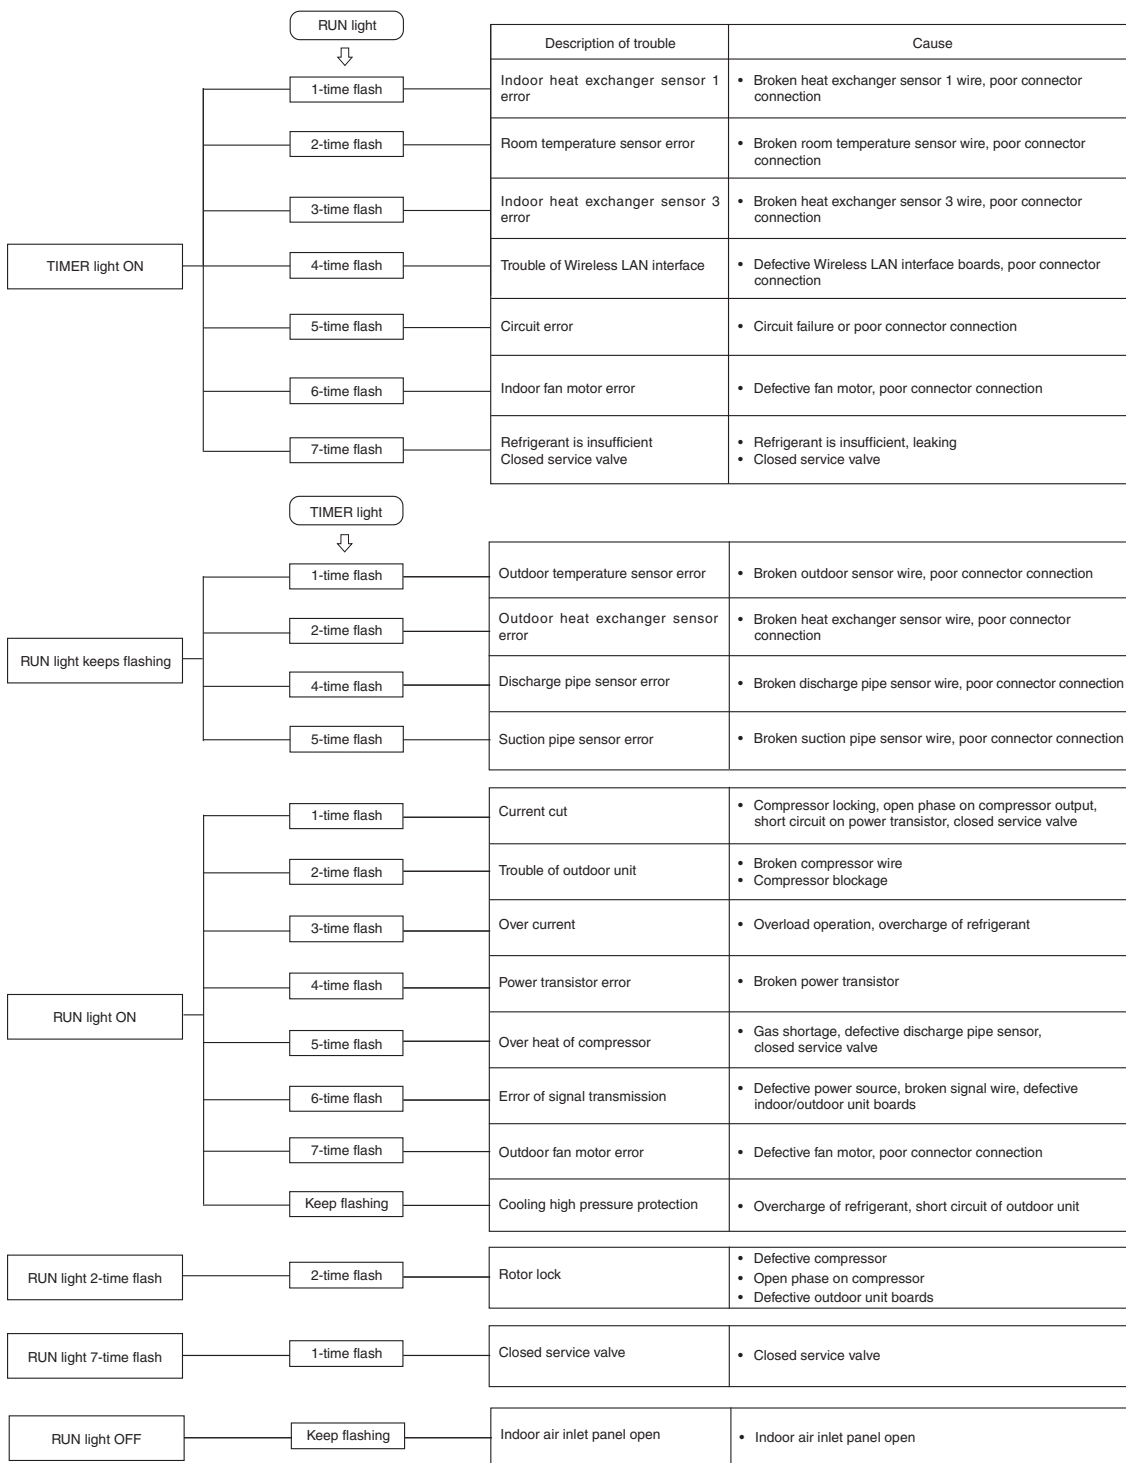 RUN light
Description of trouble
Cause
TIMER light ON
1-time flash
Indoor heat exchanger sensor 1
error
• Broken heat exchanger sensor 1 wire, poor connector
connection
2-time flash
Room temperature sensor error
• Broken room temperature sensor wire, poor connector
connection
3-time flash
Indoor heat exchanger sensor 3
error
• Broken heat exchanger sensor 3 wire, poor connector
connection
4-time flash
Trouble of Wireless LAN interface
• Defective Wireless LAN interface boards, poor connector
connection
5-time flash
Circuit error
• Circuit failure or poor connector connection
6-time flash
Indoor fan motor error
• Defective fan motor, poor connector connection
7-time flash
Refrigerant is insufficient
Closed service valve
• Refrigerant is insufficient, leaking
• Closed service valve
TIMER light
RUN light keeps flashing
1-time flash
Outdoor temperature sensor error
• Broken outdoor sensor wire, poor connector connection
2-time flash
Outdoor heat exchanger sensor
error
• Broken heat exchanger sensor wire, poor connector
connection
4-time flash
Discharge pipe sensor error
• Broken discharge pipe sensor wire, poor connector connection
5-time flash
Suction pipe sensor error
• Broken suction pipe sensor wire, poor connector connection
RUN light ON
1-time flash
Current cut
• Compressor locking, open phase on compressor output,
short circuit on power transistor, closed service valve
2-time flash
Trouble of outdoor unit
• Broken compressor wire
• Compressor blockage
3-time flash
Over current
• Overload operation, overcharge of refrigerant
4-time flash
Power transistor error
• Broken power transistor
5-time flash
Over heat of compressor
• Gas shortage, defective discharge pipe sensor,
closed service valve
6-time flash
Error of signal transmission
• Defective power source, broken signal wire, defective
indoor/outdoor unit boards
7-time flash
Outdoor fan motor error
• Defective fan motor, poor connector connection
Keep flashing
Cooling high pressure protection
• Overcharge of refrigerant, short circuit of outdoor unit
RUN light 2-time flash
2-time flash
Rotor lock
• Defective compressor
• Open phase on compressor
• Defective outdoor unit boards
RUN light 7-time flash
1-time flash
Closed service valve
• Closed service valve
RUN light OFF
Keep flashing
Indoor air inlet panel open
• Indoor air inlet panel open